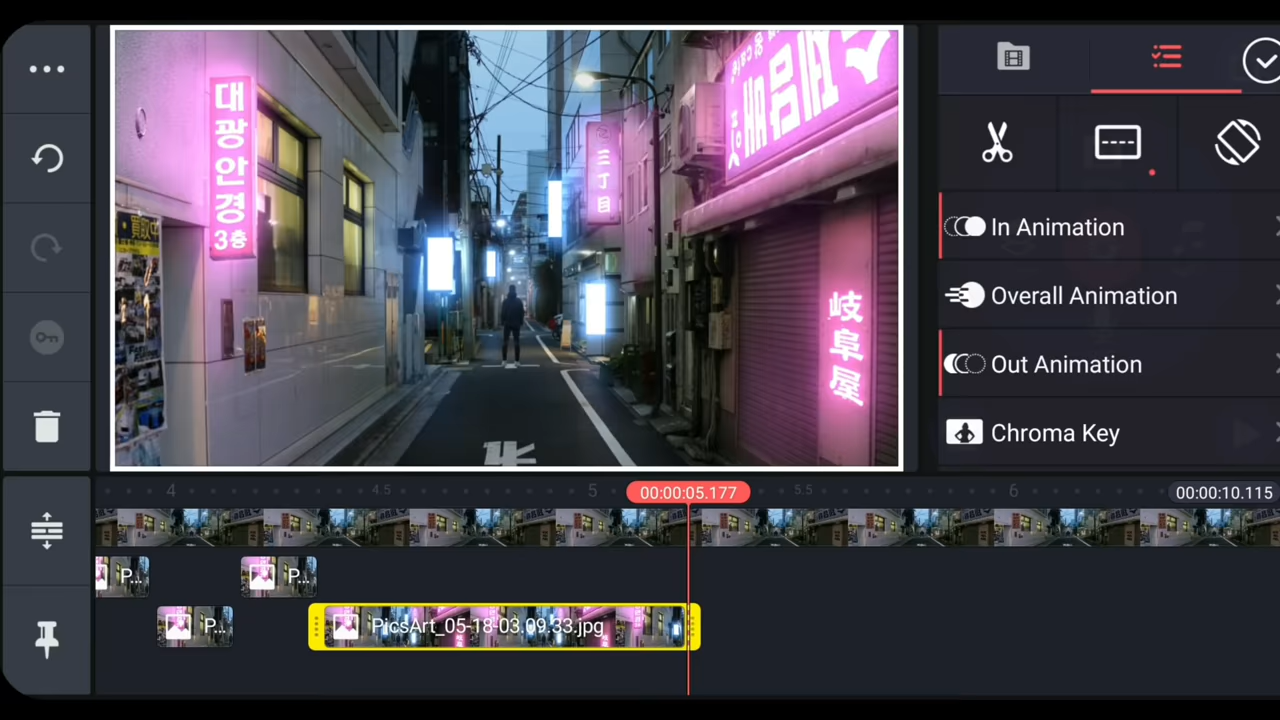 대
광
안
경
3층
三
丁
目
岐
阜
屋
In Animation
Overall Animation
Out Animation
Chroma Key
4
4.5
5
00:00:05.177
5.5
6
00:00:10.115
P...
P...
P...
PicsArt_05-18-03.09.33.jpg